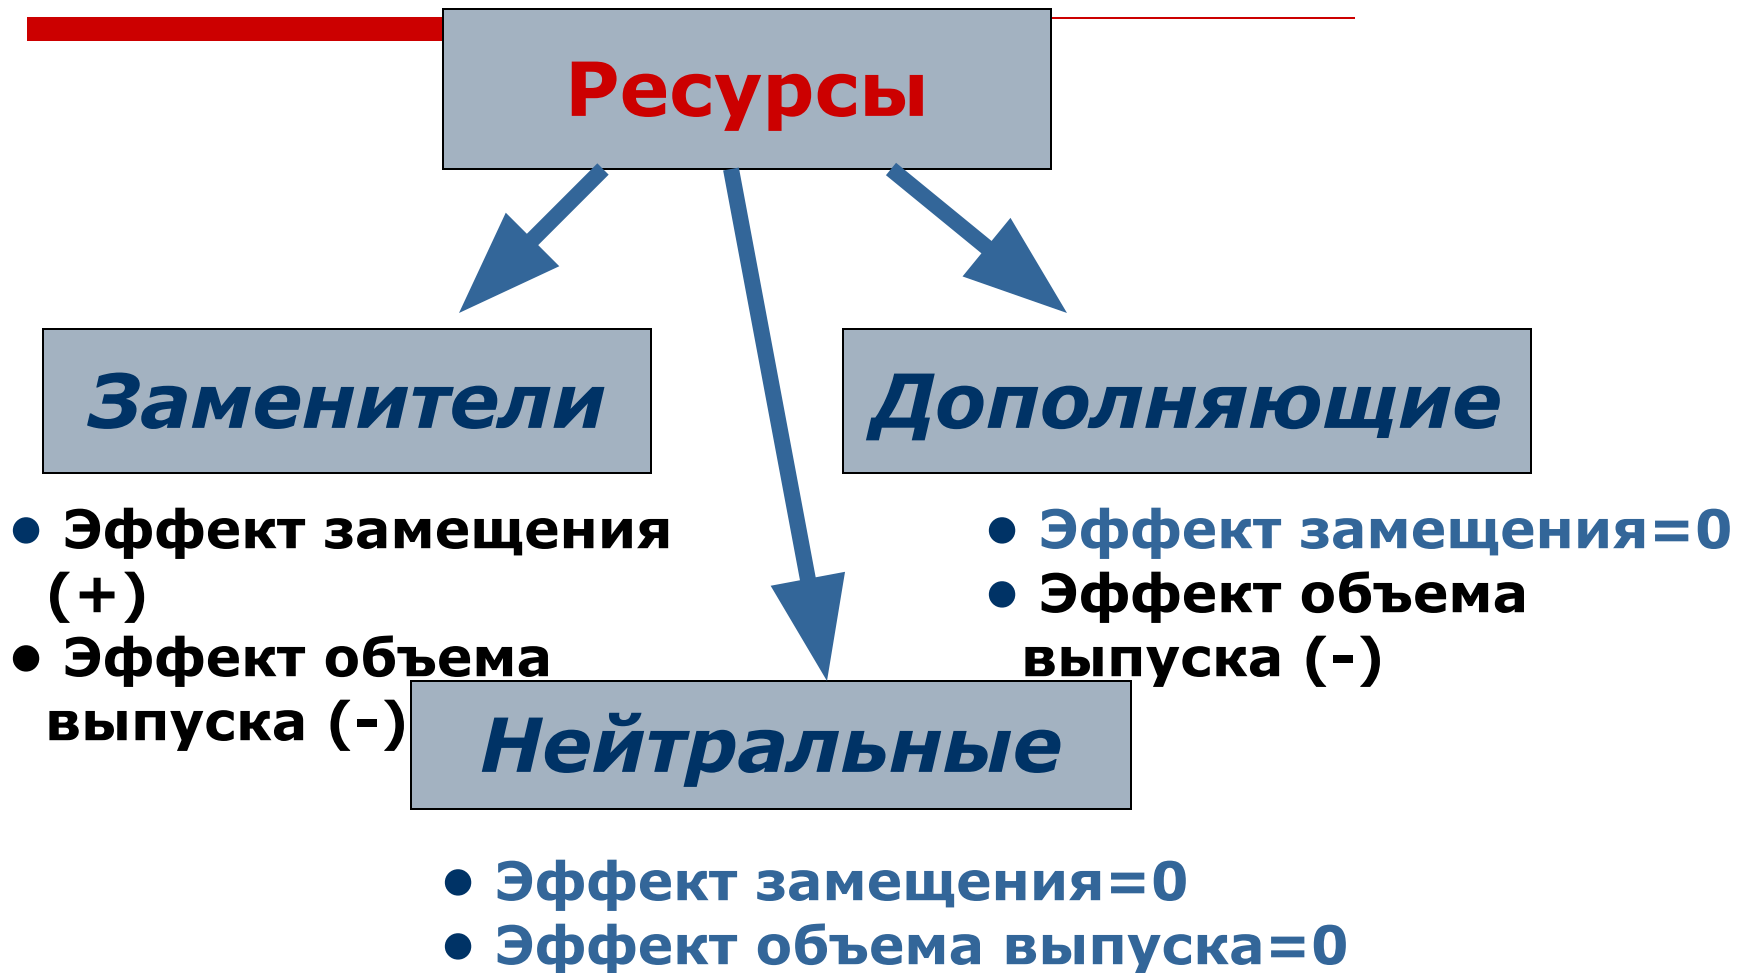 Ресурсы
Заменители
Дополняющие
• Эффект замещения
(+)
• Эффект объема
выпуска (-)
• Эффект замещения=0
• Эффект объема
выпуска (-)
Нейтральные
• Эффект замещения=0
• Эффект объема выпуска=0